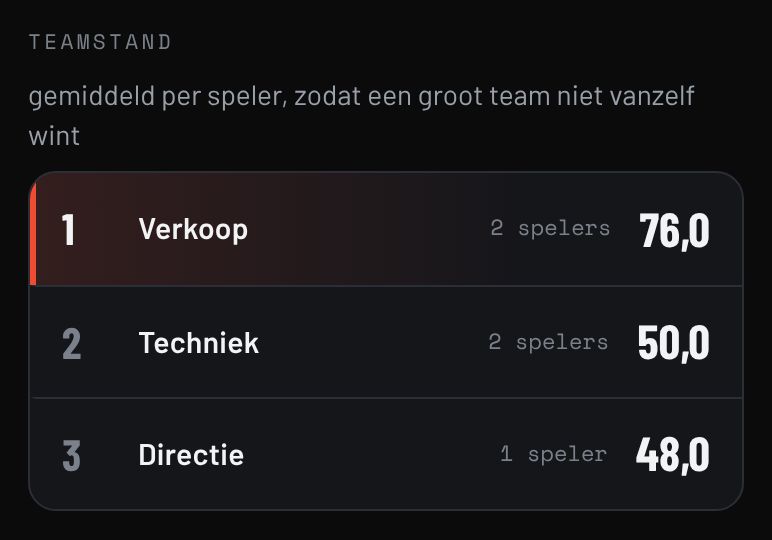 TEAMSTAND
gemiddeld per speler, zodat een groot team niet vanzelf
wint
1 Verkoop 2 spelers 76,0
2 Techniek 2 spelers 50,0
3 Directie 1 speler 48,0